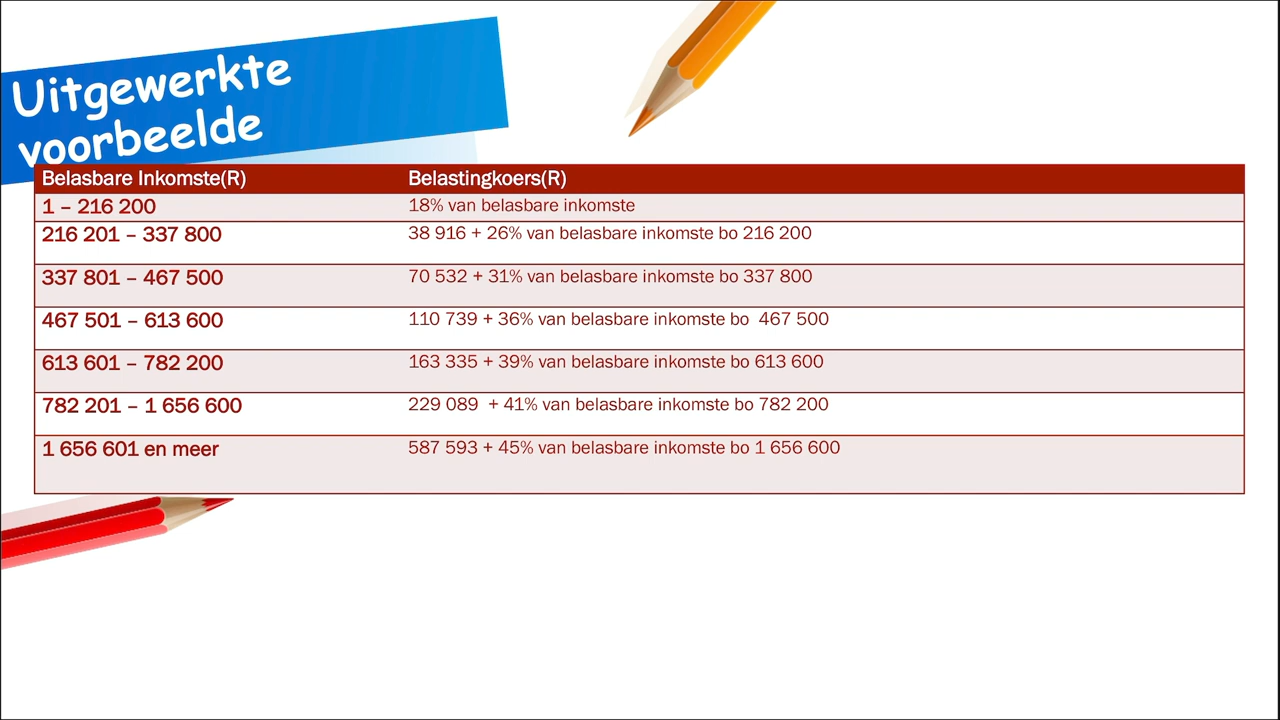 Uitgewerkte
voorbeelde
Belasbare Inkomste(R) Belastingkoers(R)
1 – 216 200 18% van belasbare inkomste
216 201 – 337 800 38 916 + 26% van belasbare inkomste bo 216 200
337 801 – 467 500 70 532 + 31% van belasbare inkomste bo 337 800
467 501 – 613 600 110 739 + 36% van belasbare inkomste bo  467 500
613 601 – 782 200 163 335 + 39% van belasbare inkomste bo 613 600
782 201 – 1 656 600 229 089  + 41% van belasbare inkomste bo 782 200
1 656 601 en meer 587 593 + 45% van belasbare inkomste bo 1 656 600